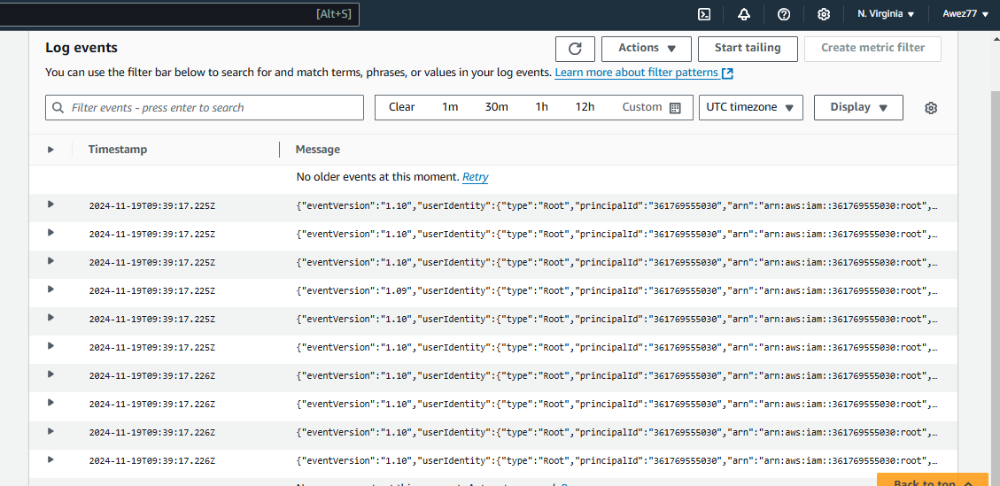 [Alt+S] N. Virginia Awez77
Log events Actions Start tailing Create metric filter
You can use the filter bar below to search for and match terms, phrases, or values in your log events. Learn more about filter patterns
Filter events - press enter to search Clear 1m 30m 1h 12h Custom UTC timezone Display
Timestamp Message
No older events at this moment. Retry
2024-11-19T09:39:17.225Z {"eventVersion":"1.10","userIdentity":{"type":"Root","principalId":"361769555030","arn":"arn:aws:iam::361769555030:root",…
2024-11-19T09:39:17.225Z {"eventVersion":"1.10","userIdentity":{"type":"Root","principalId":"361769555030","arn":"arn:aws:iam::361769555030:root",…
2024-11-19T09:39:17.225Z {"eventVersion":"1.10","userIdentity":{"type":"Root","principalId":"361769555030","arn":"arn:aws:iam::361769555030:root",…
2024-11-19T09:39:17.225Z {"eventVersion":"1.09","userIdentity":{"type":"Root","principalId":"361769555030","arn":"arn:aws:iam::361769555030:root",…
2024-11-19T09:39:17.225Z {"eventVersion":"1.10","userIdentity":{"type":"Root","principalId":"361769555030","arn":"arn:aws:iam::361769555030:root",…
2024-11-19T09:39:17.225Z {"eventVersion":"1.10","userIdentity":{"type":"Root","principalId":"361769555030","arn":"arn:aws:iam::361769555030:root",…
2024-11-19T09:39:17.226Z {"eventVersion":"1.10","userIdentity":{"type":"Root","principalId":"361769555030","arn":"arn:aws:iam::361769555030:root",…
2024-11-19T09:39:17.226Z {"eventVersion":"1.10","userIdentity":{"type":"Root","principalId":"361769555030","arn":"arn:aws:iam::361769555030:root",…
2024-11-19T09:39:17.226Z {"eventVersion":"1.10","userIdentity":{"type":"Root","principalId":"361769555030","arn":"arn:aws:iam::361769555030:root",…
2024-11-19T09:39:17.226Z {"eventVersion":"1.10","userIdentity":{"type":"Root","principalId":"361769555030","arn":"arn:aws:iam::361769555030:root",…
Back to top